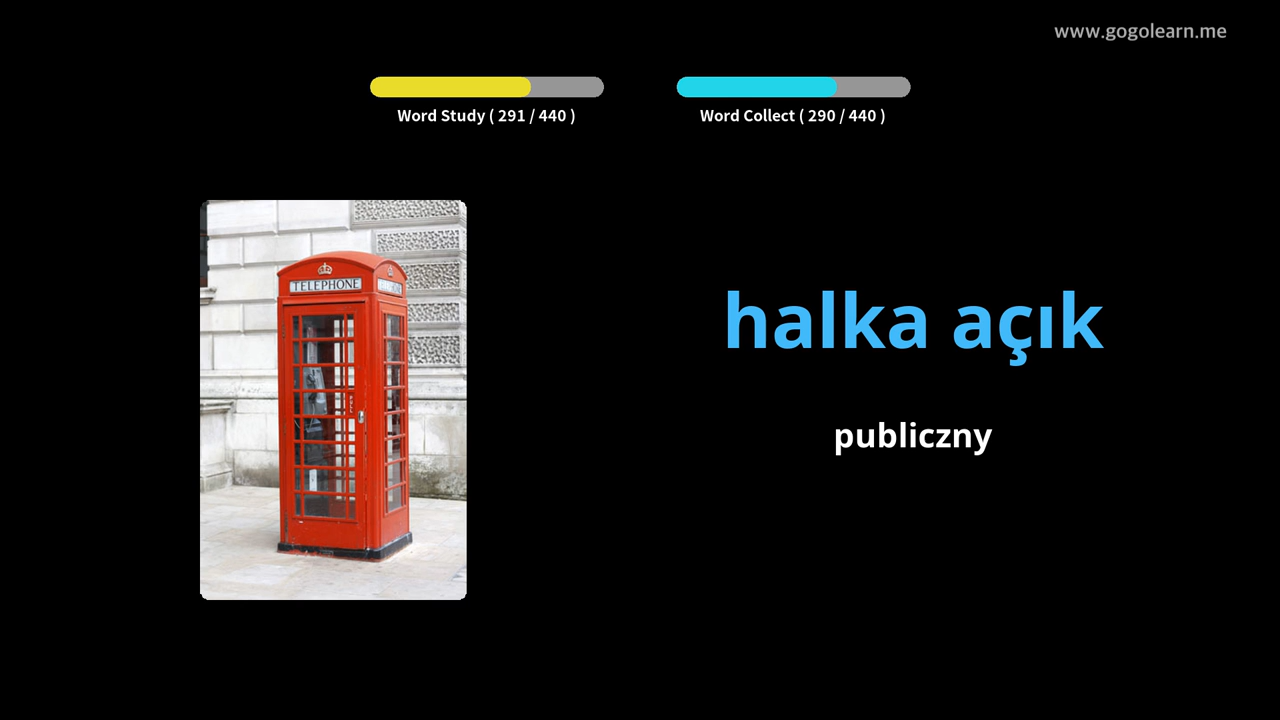 www.gogolearn.me
Word Study ( 291 / 440 )
Word Collect ( 290 / 440 )
TELEPHONE
halka açık
publiczny